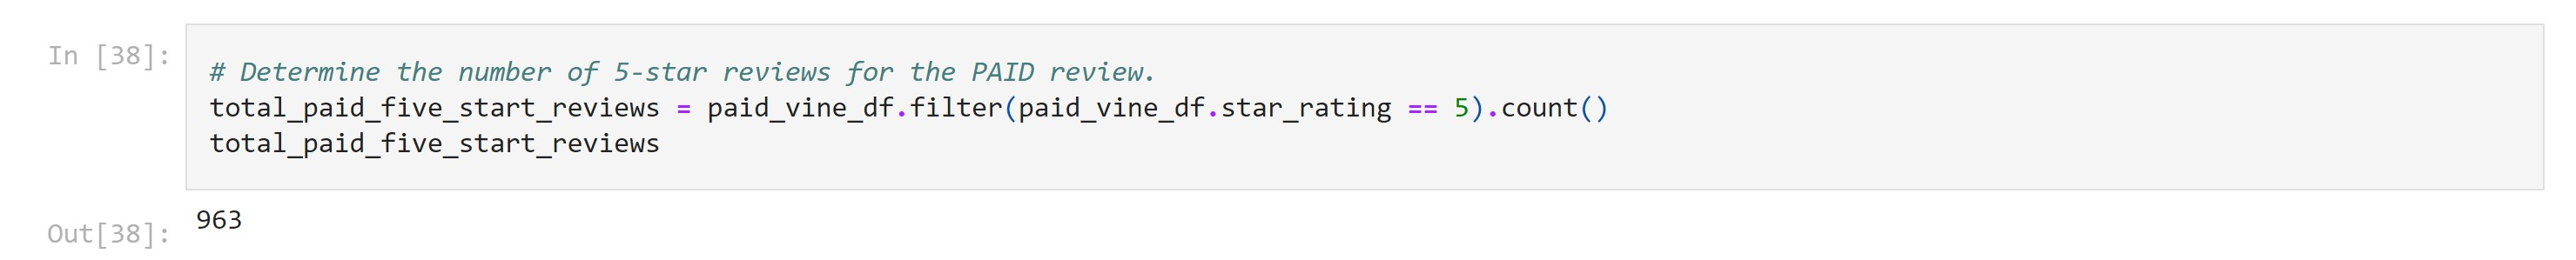 In [38]:
# Determine the number of 5-star reviews for the PAID review.
total_paid_five_start_reviews = paid_vine_df.filter(paid_vine_df.star_rating == 5).count()
total_paid_five_start_reviews
Out[38]:
963